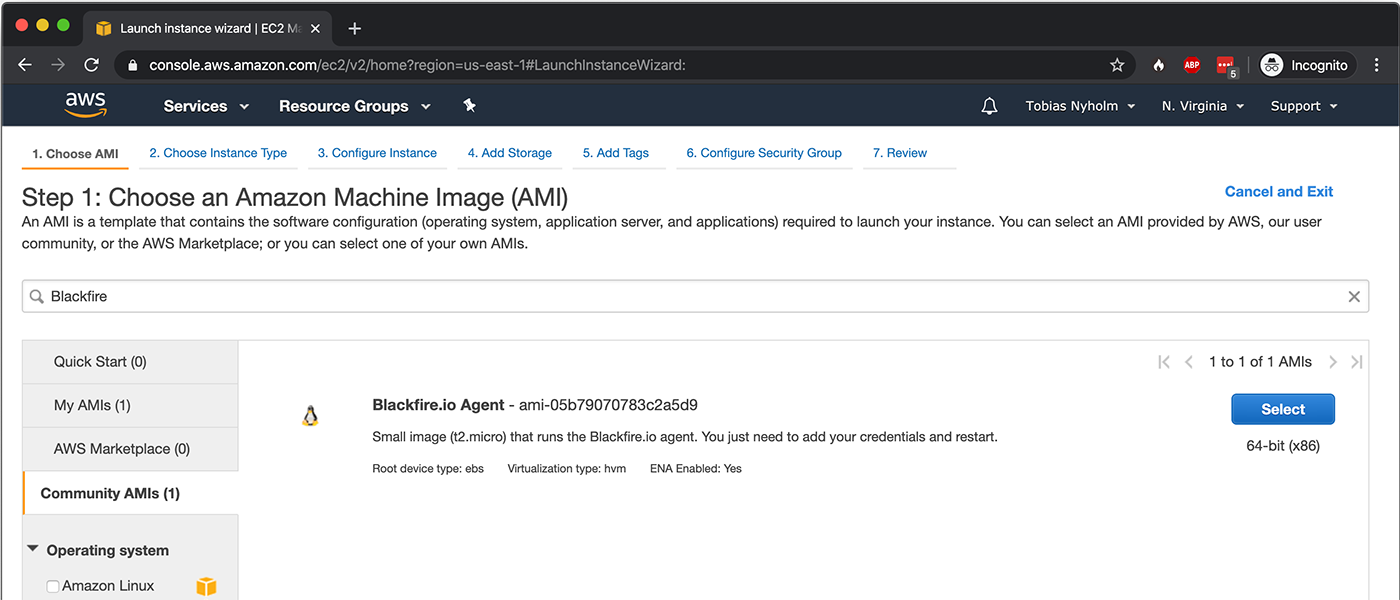 Launch instance wizard | EC2 Ma
console.aws.amazon.com/ec2/v2/home?region=us-east-1#LaunchInstanceWizard:
ABP
5
Incognito
aws
Services
Resource Groups
Tobias Nyholm
N. Virginia
Support
1. Choose AMI
2. Choose Instance Type
3. Configure Instance
4. Add Storage
5. Add Tags
6. Configure Security Group
7. Review
Step 1: Choose an Amazon Machine Image (AMI)
Cancel and Exit
An AMI is a template that contains the software configuration (operating system, application server, and applications) required to launch your instance. You can select an AMI provided by AWS, our user
community, or the AWS Marketplace; or you can select one of your own AMIs.
Blackfire
Quick Start (0)
My AMIs (1)
AWS Marketplace (0)
Community AMIs (1)
Operating system
Amazon Linux
1 to 1 of 1 AMIs
Blackfire.io Agent - ami-05b79070783c2a5d9
Select
Small image (t2.micro) that runs the Blackfire.io agent. You just need to add your credentials and restart.
64-bit (x86)
Root device type: ebs
Virtualization type: hvm
ENA Enabled: Yes